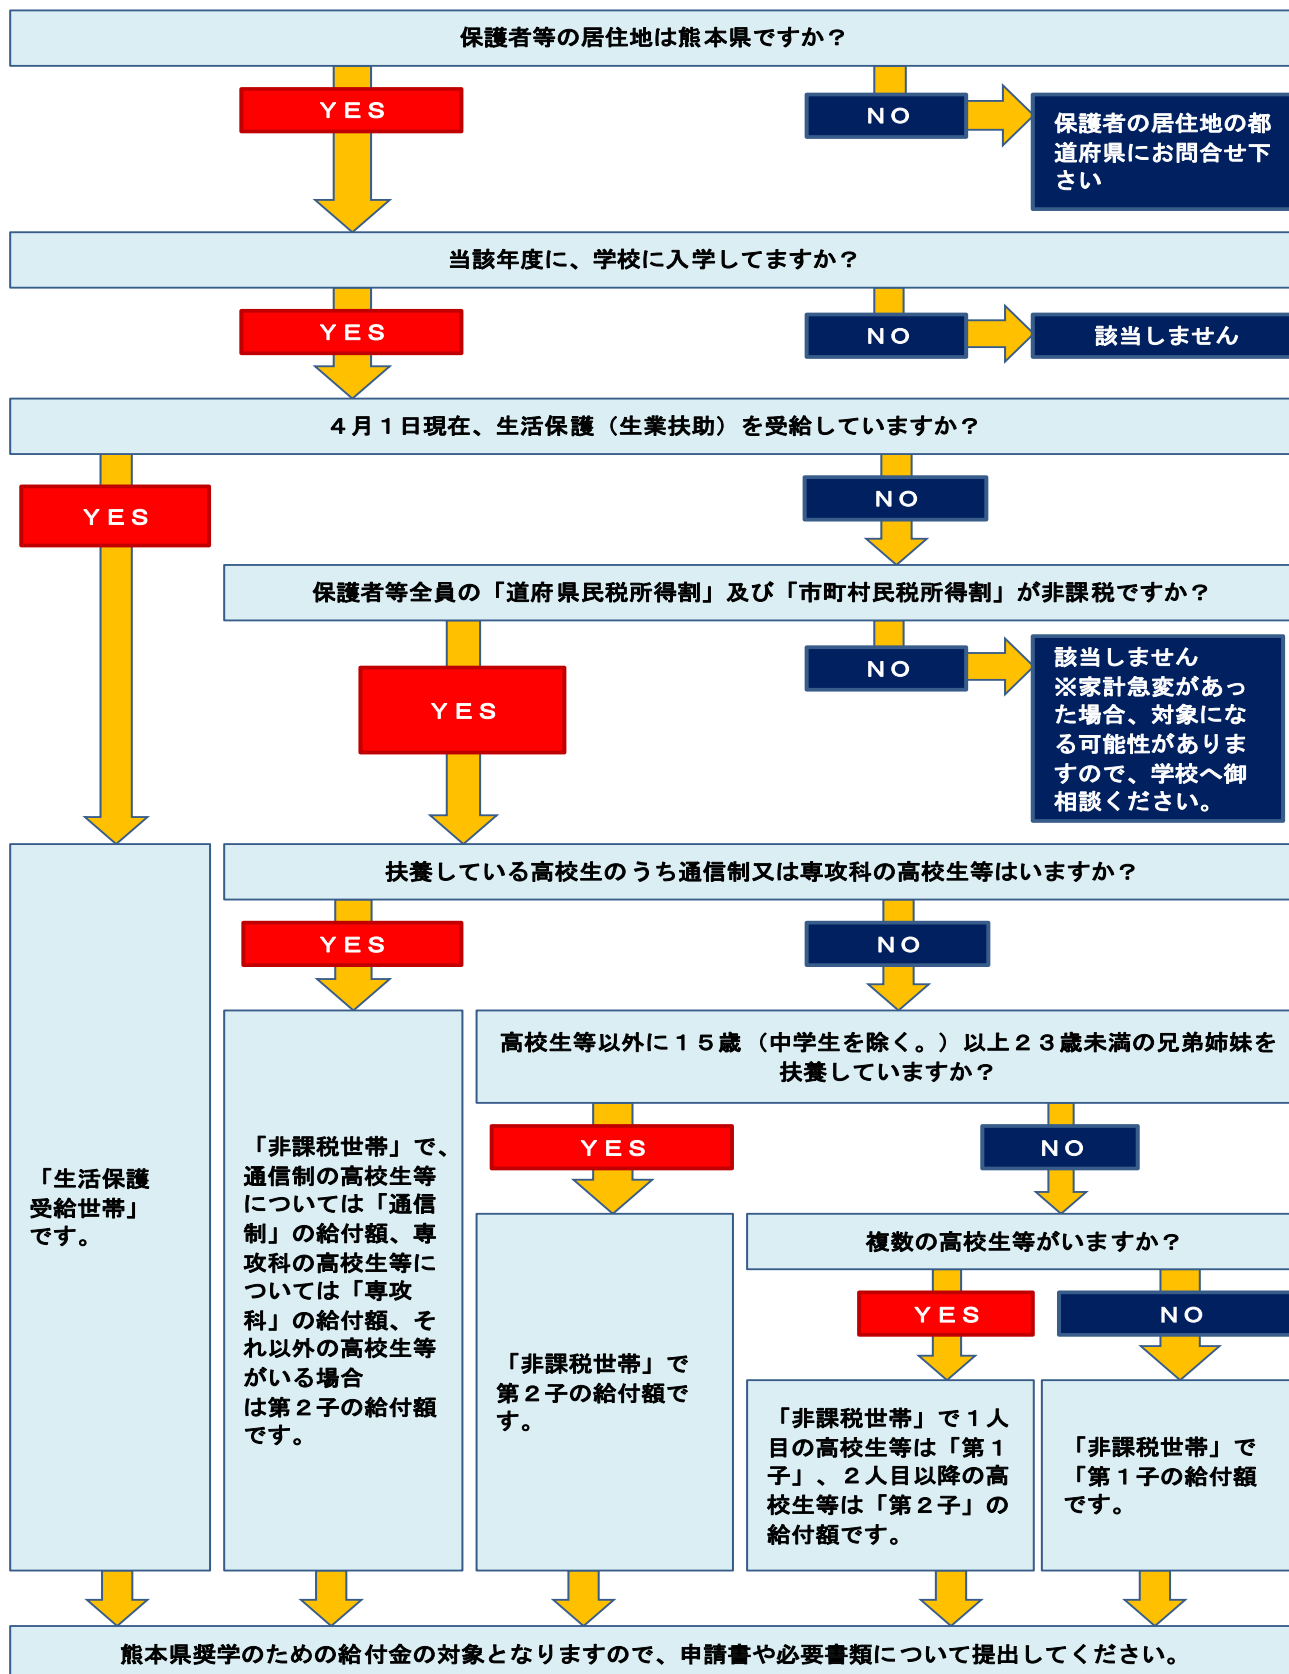 保護者等の居住地は熊本県ですか？
ＹＥＳ
ＮＯ
保護者の居住地の都
道府県にお問合せ下
さい
当該年度に、学校に入学してますか？
ＹＥＳ
ＮＯ
該当しません
４月１日現在、生活保護（生業扶助）を受給していますか？
ＹＥＳ
ＮＯ
保護者等全員の「道府県民税所得割」及び「市町村民税所得割」が非課税ですか？
ＹＥＳ
ＮＯ
該当しません
※家計急変があっ
た場合、対象にな
る可能性がありま
すので、学校へ御
相談ください。
扶養している高校生のうち通信制又は専攻科の高校生等はいますか？
ＹＥＳ
ＮＯ
高校生等以外に１５歳（中学生を除く。）以上２３歳未満の兄弟姉妹を
扶養していますか？
ＹＥＳ
ＮＯ
「生活保護
受給世帯」
です。
「非課税世帯」で、
通信制の高校生等
については「通信
制」の給付額、専
攻科の高校生等に
ついては「専攻
科」の給付額、そ
れ以外の高校生等
がいる場合
は第２子の給付額
です。
「非課税世帯」で
第２子の給付額で
す。
複数の高校生等がいますか？
ＹＥＳ
ＮＯ
「非課税世帯」で１人
目の高校生等は「第１
子」、２人目以降の高
校生等は「第２子」の
給付額です。
「非課税世帯」で
「第１子の給付額
です。
熊本県奨学のための給付金の対象となりますので、申請書や必要書類について提出してください。